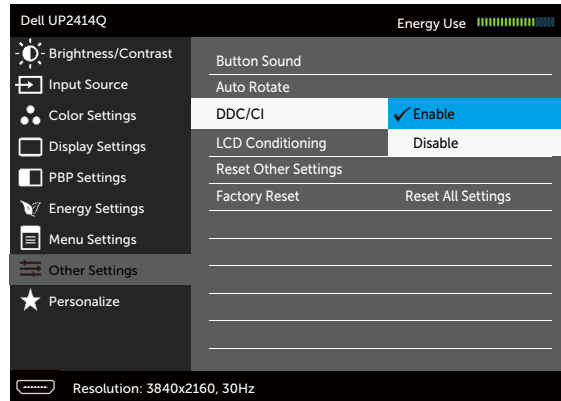 Dell UP2414Q
Energy Use
Brightness/Contrast
Input Source
Color Settings
Display Settings
PBP Settings
Energy Settings
Menu Settings
Other Settings
Personalize
Button Sound
Auto Rotate
DDC/CI
Enable
LCD Conditioning
Disable
Reset Other Settings
Factory Reset
Reset All Settings
Resolution: 3840x2160, 30Hz